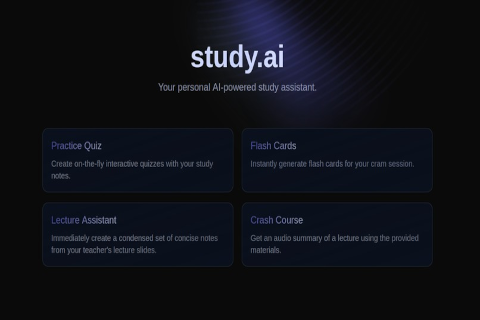 study.ai
Your personal AI-powered study assistant.
Practice Quiz
Create on-the-fly interactive quizzes with your study
notes.
Flash Cards
Instantly generate flash cards for your cram session.
Lecture Assistant
Immediately create a condensed set of concise notes
from your teacher's lecture slides.
Crash Course
Get an audio summary of a lecture using the provided
materials.